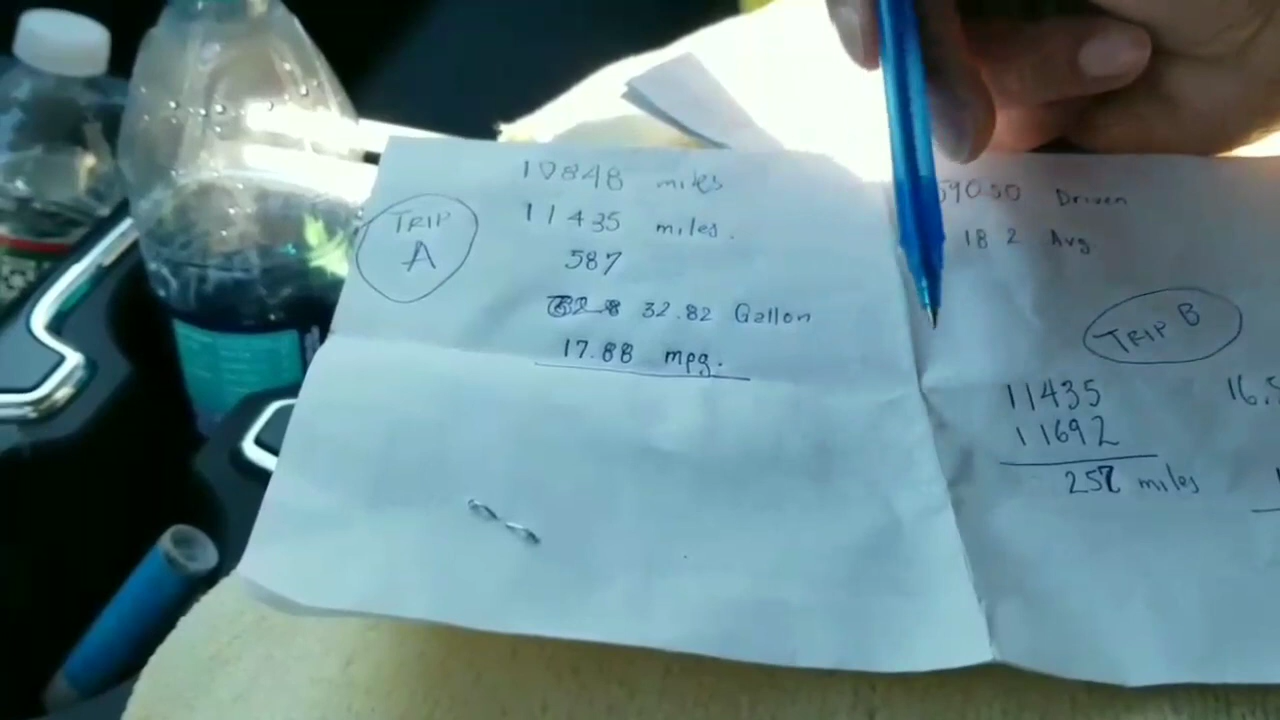 TRIP
A
10848 miles
11435 miles.
587
32.82 Gallon
17.88 mpg.
59050 Driven
18 2 Avg
TRIP B
11435
11692
257 miles